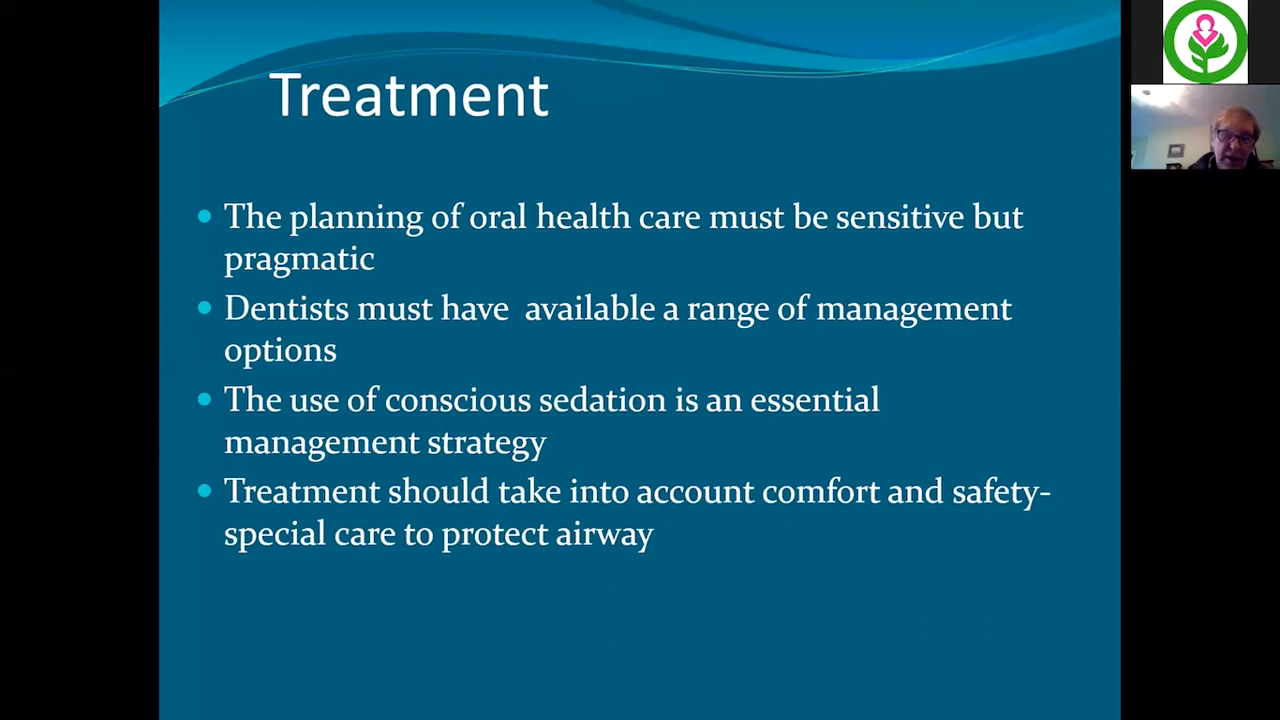 Treatment
• The planning of oral health care must be sensitive but
pragmatic
• Dentists must have  available a range of management
options
• The use of conscious sedation is an essential
management strategy
• Treatment should take into account comfort and safety-
special care to protect airway